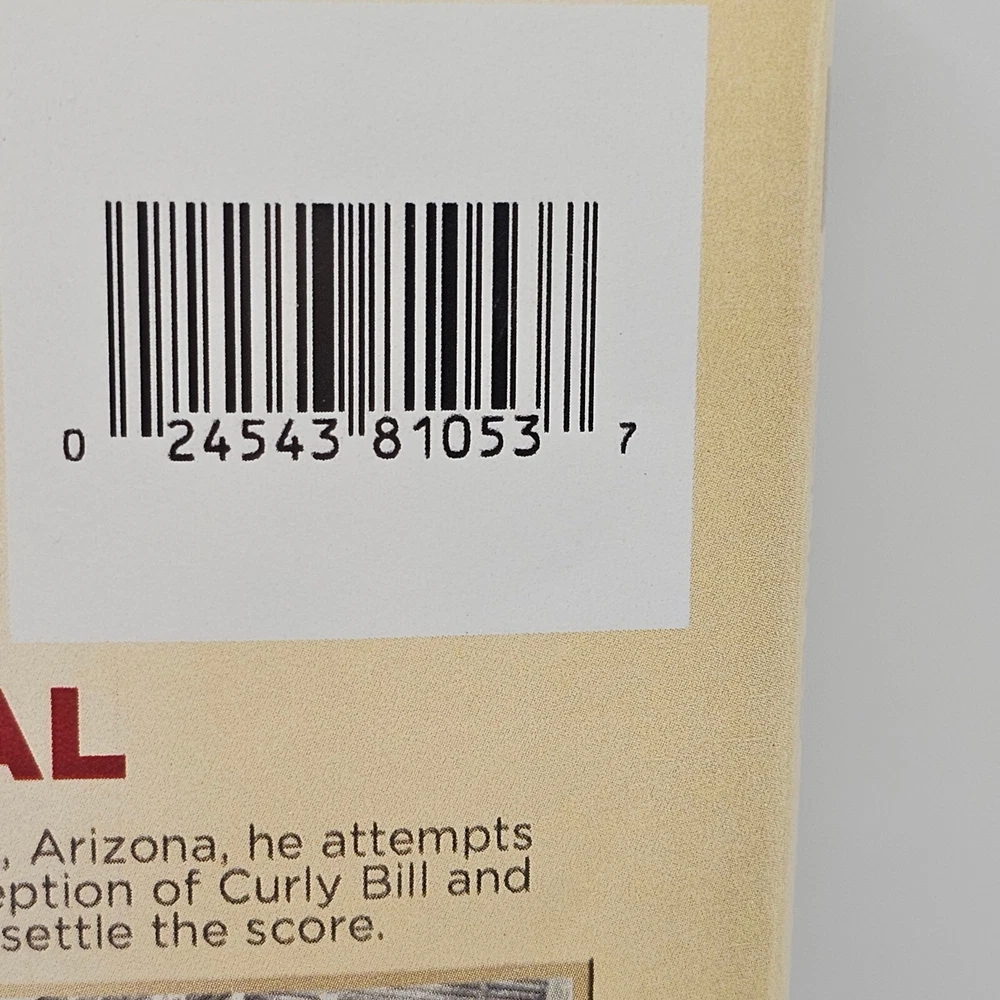 0 24543 81053 7
AL
, Arizona, he attempts
eption of Curly Bill and
settle the score.